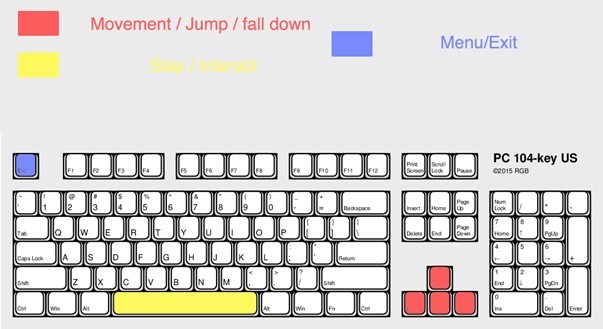 Movement / Jump / fall down
Menu/Exit
Slap / Interact
Esc
F1 F2 F3 F4 F5 F6 F7 F8 F9 F10 F11 F12
Print Screen
Scroll Lock
Pause
PC 104-key US
©2015 RGB
~ ` ! 1 @ 2 # 3 $ 4 % 5 ^ 6 & 7 * 8 ( 9 ) 0 _ - + = Backspace
Insert Home Page Up
Num Lock / * -
Tab Q W E R T Y U I O P
Delete End Page Down
7 Home 8 ↑ 9 PgUp +
Caps Lock A S D F G H J K L : ; Return
4 ← 5 6 →
Shift Z X C V B N M < , > . ? / Shift
1 End 2 ↓ 3 PgDn
Ctrl Win Alt Alt Win Fn Ctrl
0 Ins . Del Enter